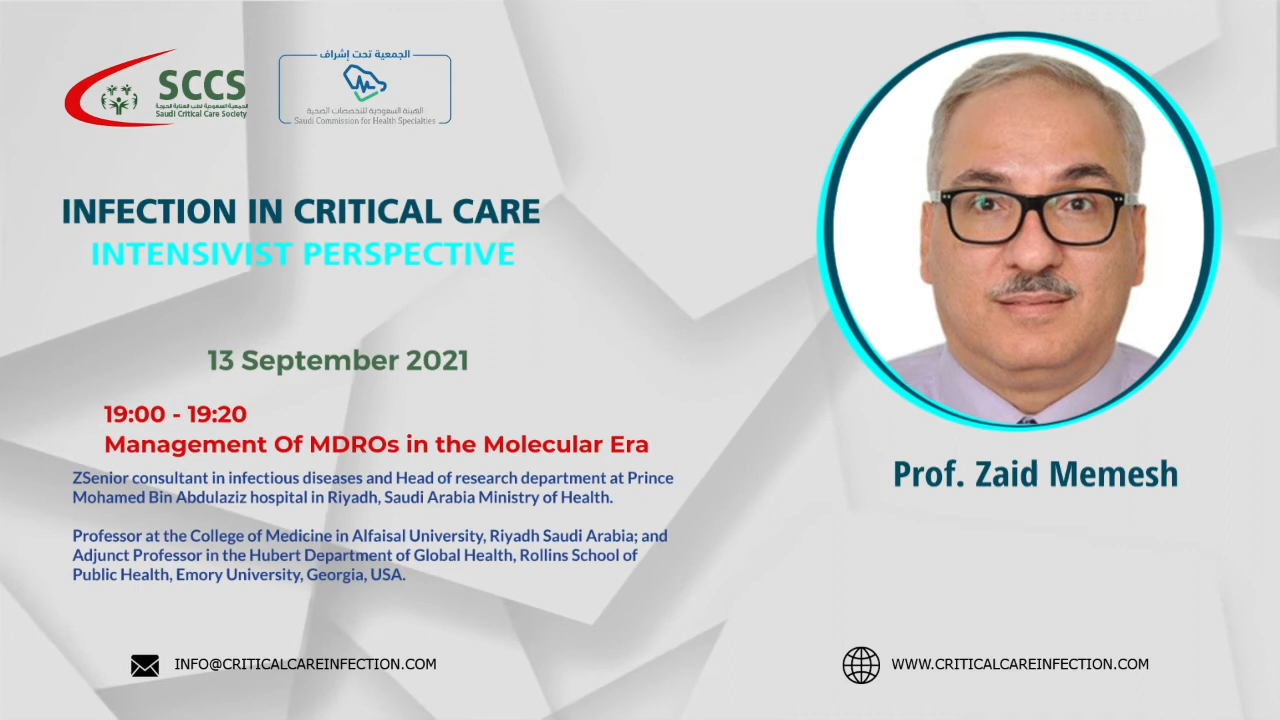 SCCS
الجمعية السعودية لطب العناية الحرجة
Saudi Critical Care Society
الجمعية تحت إشراف
الهيئة السعودية للتخصصات الصحية
Saudi Commission for Health Specialties
INFECTION IN CRITICAL CARE
INTENSIVIST PERSPECTIVE
13 September 2021
19:00 - 19:20
Management Of MDROs in the Molecular Era
ZSenior consultant in infectious diseases and Head of research department at Prince
Mohamed Bin Abdulaziz hospital in Riyadh, Saudi Arabia Ministry of Health.
Professor at the College of Medicine in Alfaisal University, Riyadh Saudi Arabia; and
Adjunct Professor in the Hubert Department of Global Health, Rollins School of
Public Health, Emory University, Georgia, USA.
Prof. Zaid Memesh
INFO@CRITICALCAREINFECTION.COM
WWW.CRITICALCAREINFECTION.COM